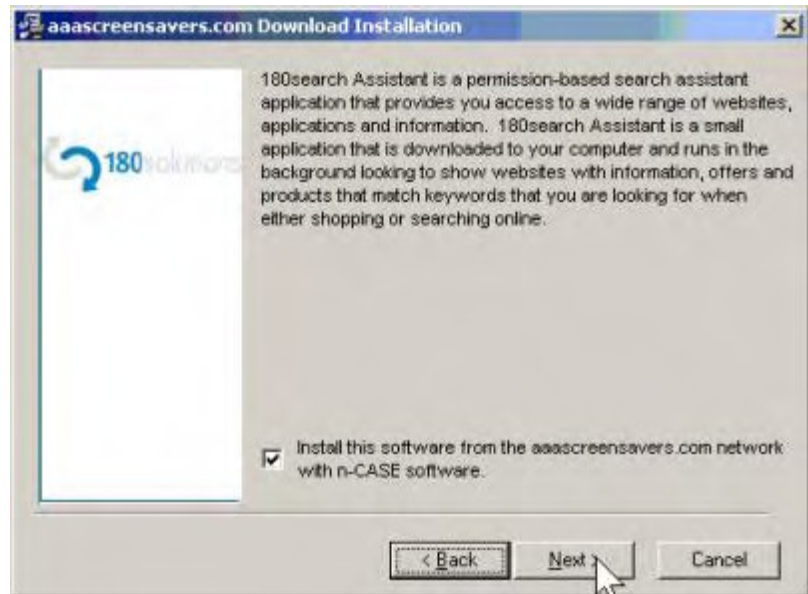 aaascreensavers.com Download Installation
180search Assistant is a permission-based search assistant
application that provides you access to a wide range of websites,
applications and information. 180search Assistant is a small
application that is downloaded to your computer and runs in the
background looking to show websites with information, offers and
products that match keywords that you are looking for when
either shopping or searching online.
180solutions
Install this software from the aaascreensavers.com network
with n-CASE software.
< Back
Next >
Cancel